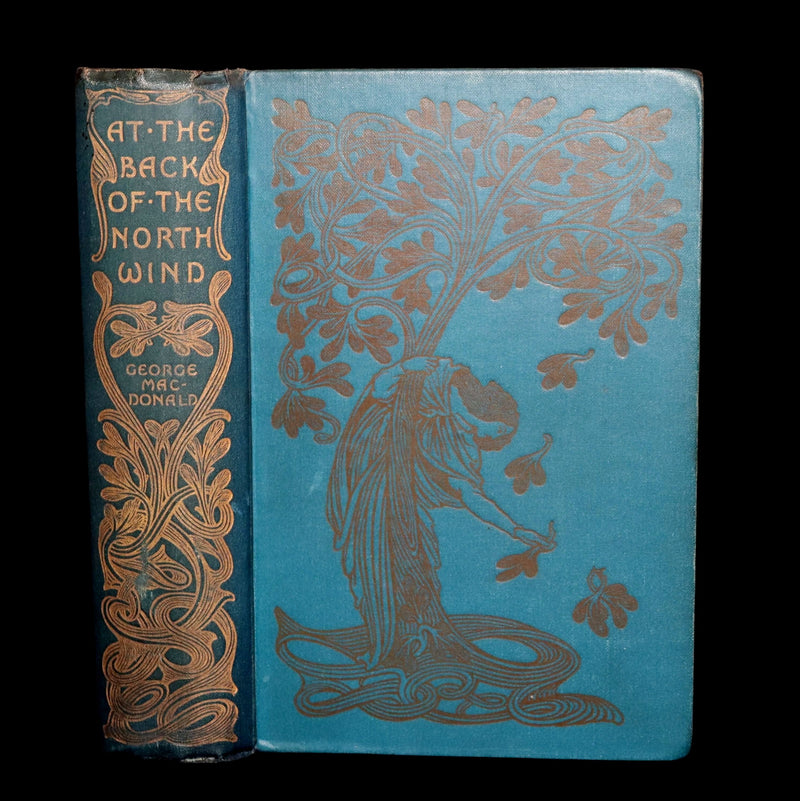 AT·THE
BACK
OF·THE
NORTH
WIND
GEORGE
MAC-
DONALD